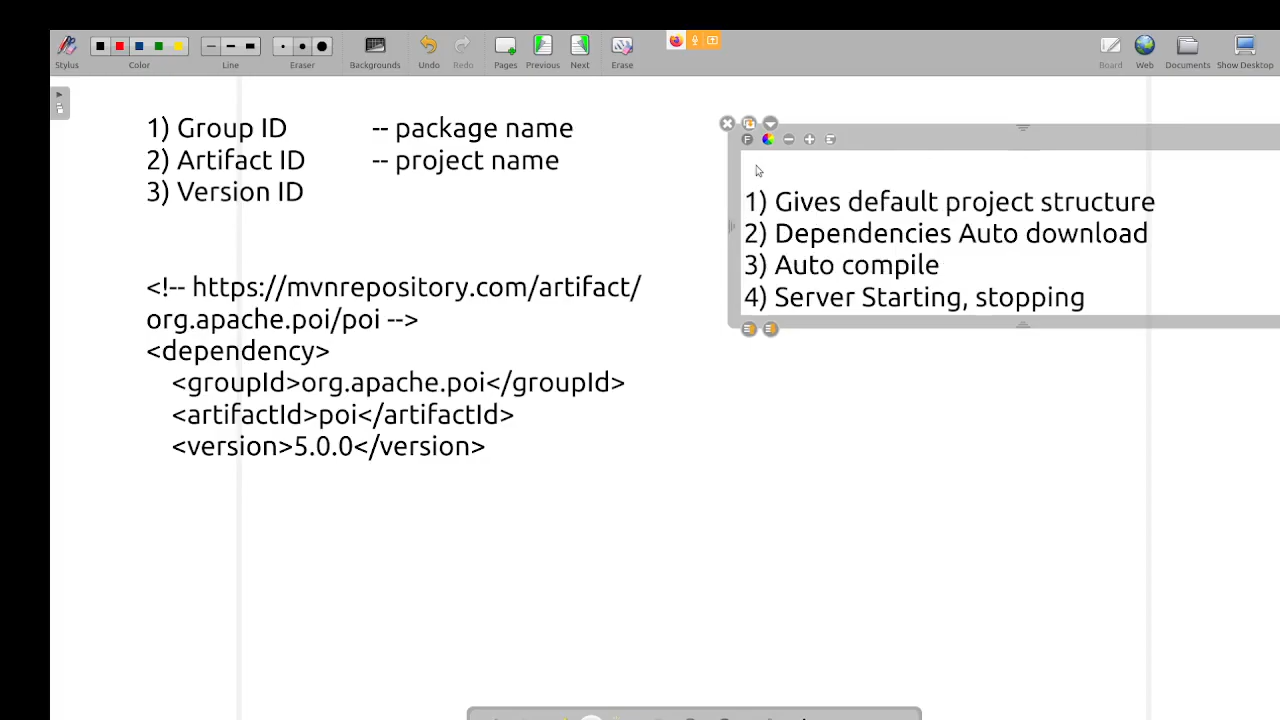 Stylus
Color
Line
Eraser
Backgrounds
Undo
Redo
Pages
Previous
Next
Erase
Board
Web
Documents
Show Desktop
1) Group ID -- package name
2) Artifact ID -- project name
3) Version ID
<!-- https://mvnrepository.com/artifact/
org.apache.poi/poi -->
<dependency>
<groupId>org.apache.poi</groupId>
<artifactId>poi</artifactId>
<version>5.0.0</version>
F
1) Gives default project structure
2) Dependencies Auto download
3) Auto compile
4) Server Starting, stopping